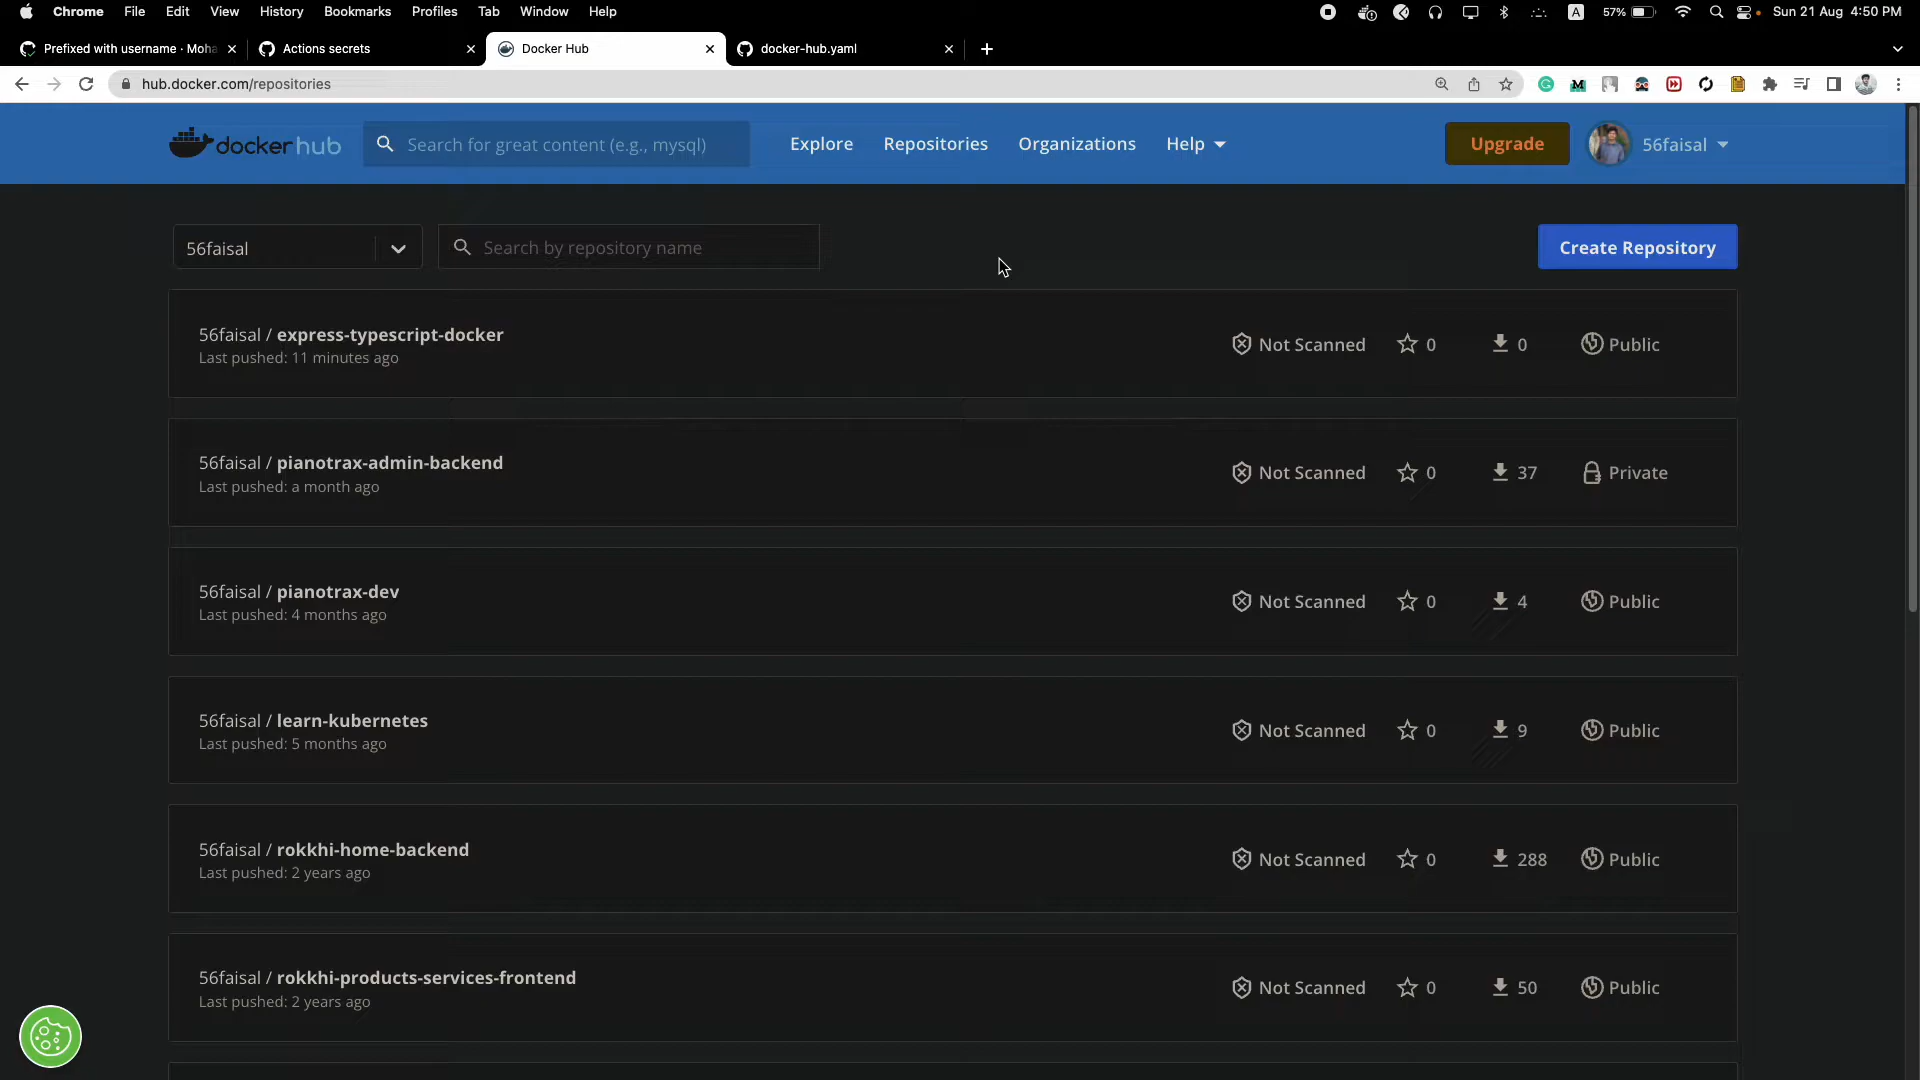 Chrome File Edit View History Bookmarks Profiles Tab Window Help A 57% Sun 21 Aug 4:50 PM
Prefixed with username · Moha Actions secrets Docker Hub docker-hub.yaml
hub.docker.com/repositories
docker hub Search for great content (e.g., mysql) Explore Repositories Organizations Help Upgrade 56faisal
56faisal Search by repository name Create Repository
56faisal / express-typescript-docker
Last pushed: 11 minutes ago
Not Scanned 0 0 Public
56faisal / pianotrax-admin-backend
Last pushed: a month ago
Not Scanned 0 37 Private
56faisal / pianotrax-dev
Last pushed: 4 months ago
Not Scanned 0 4 Public
56faisal / learn-kubernetes
Last pushed: 5 months ago
Not Scanned 0 9 Public
56faisal / rokkhi-home-backend
Last pushed: 2 years ago
Not Scanned 0 288 Public
56faisal / rokkhi-products-services-frontend
Last pushed: 2 years ago
Not Scanned 0 50 Public